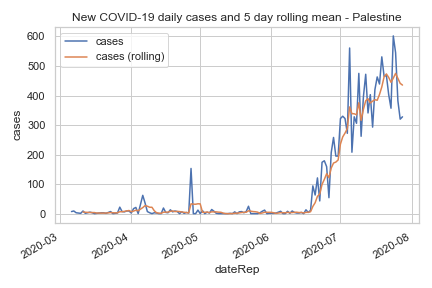 New COVID-19 daily cases and 5 day rolling mean - Palestine
cases
cases (rolling)
600
500
400
300
200
100
0
cases
2020-03
2020-04
2020-05
2020-06
2020-07
2020-08
dateRep